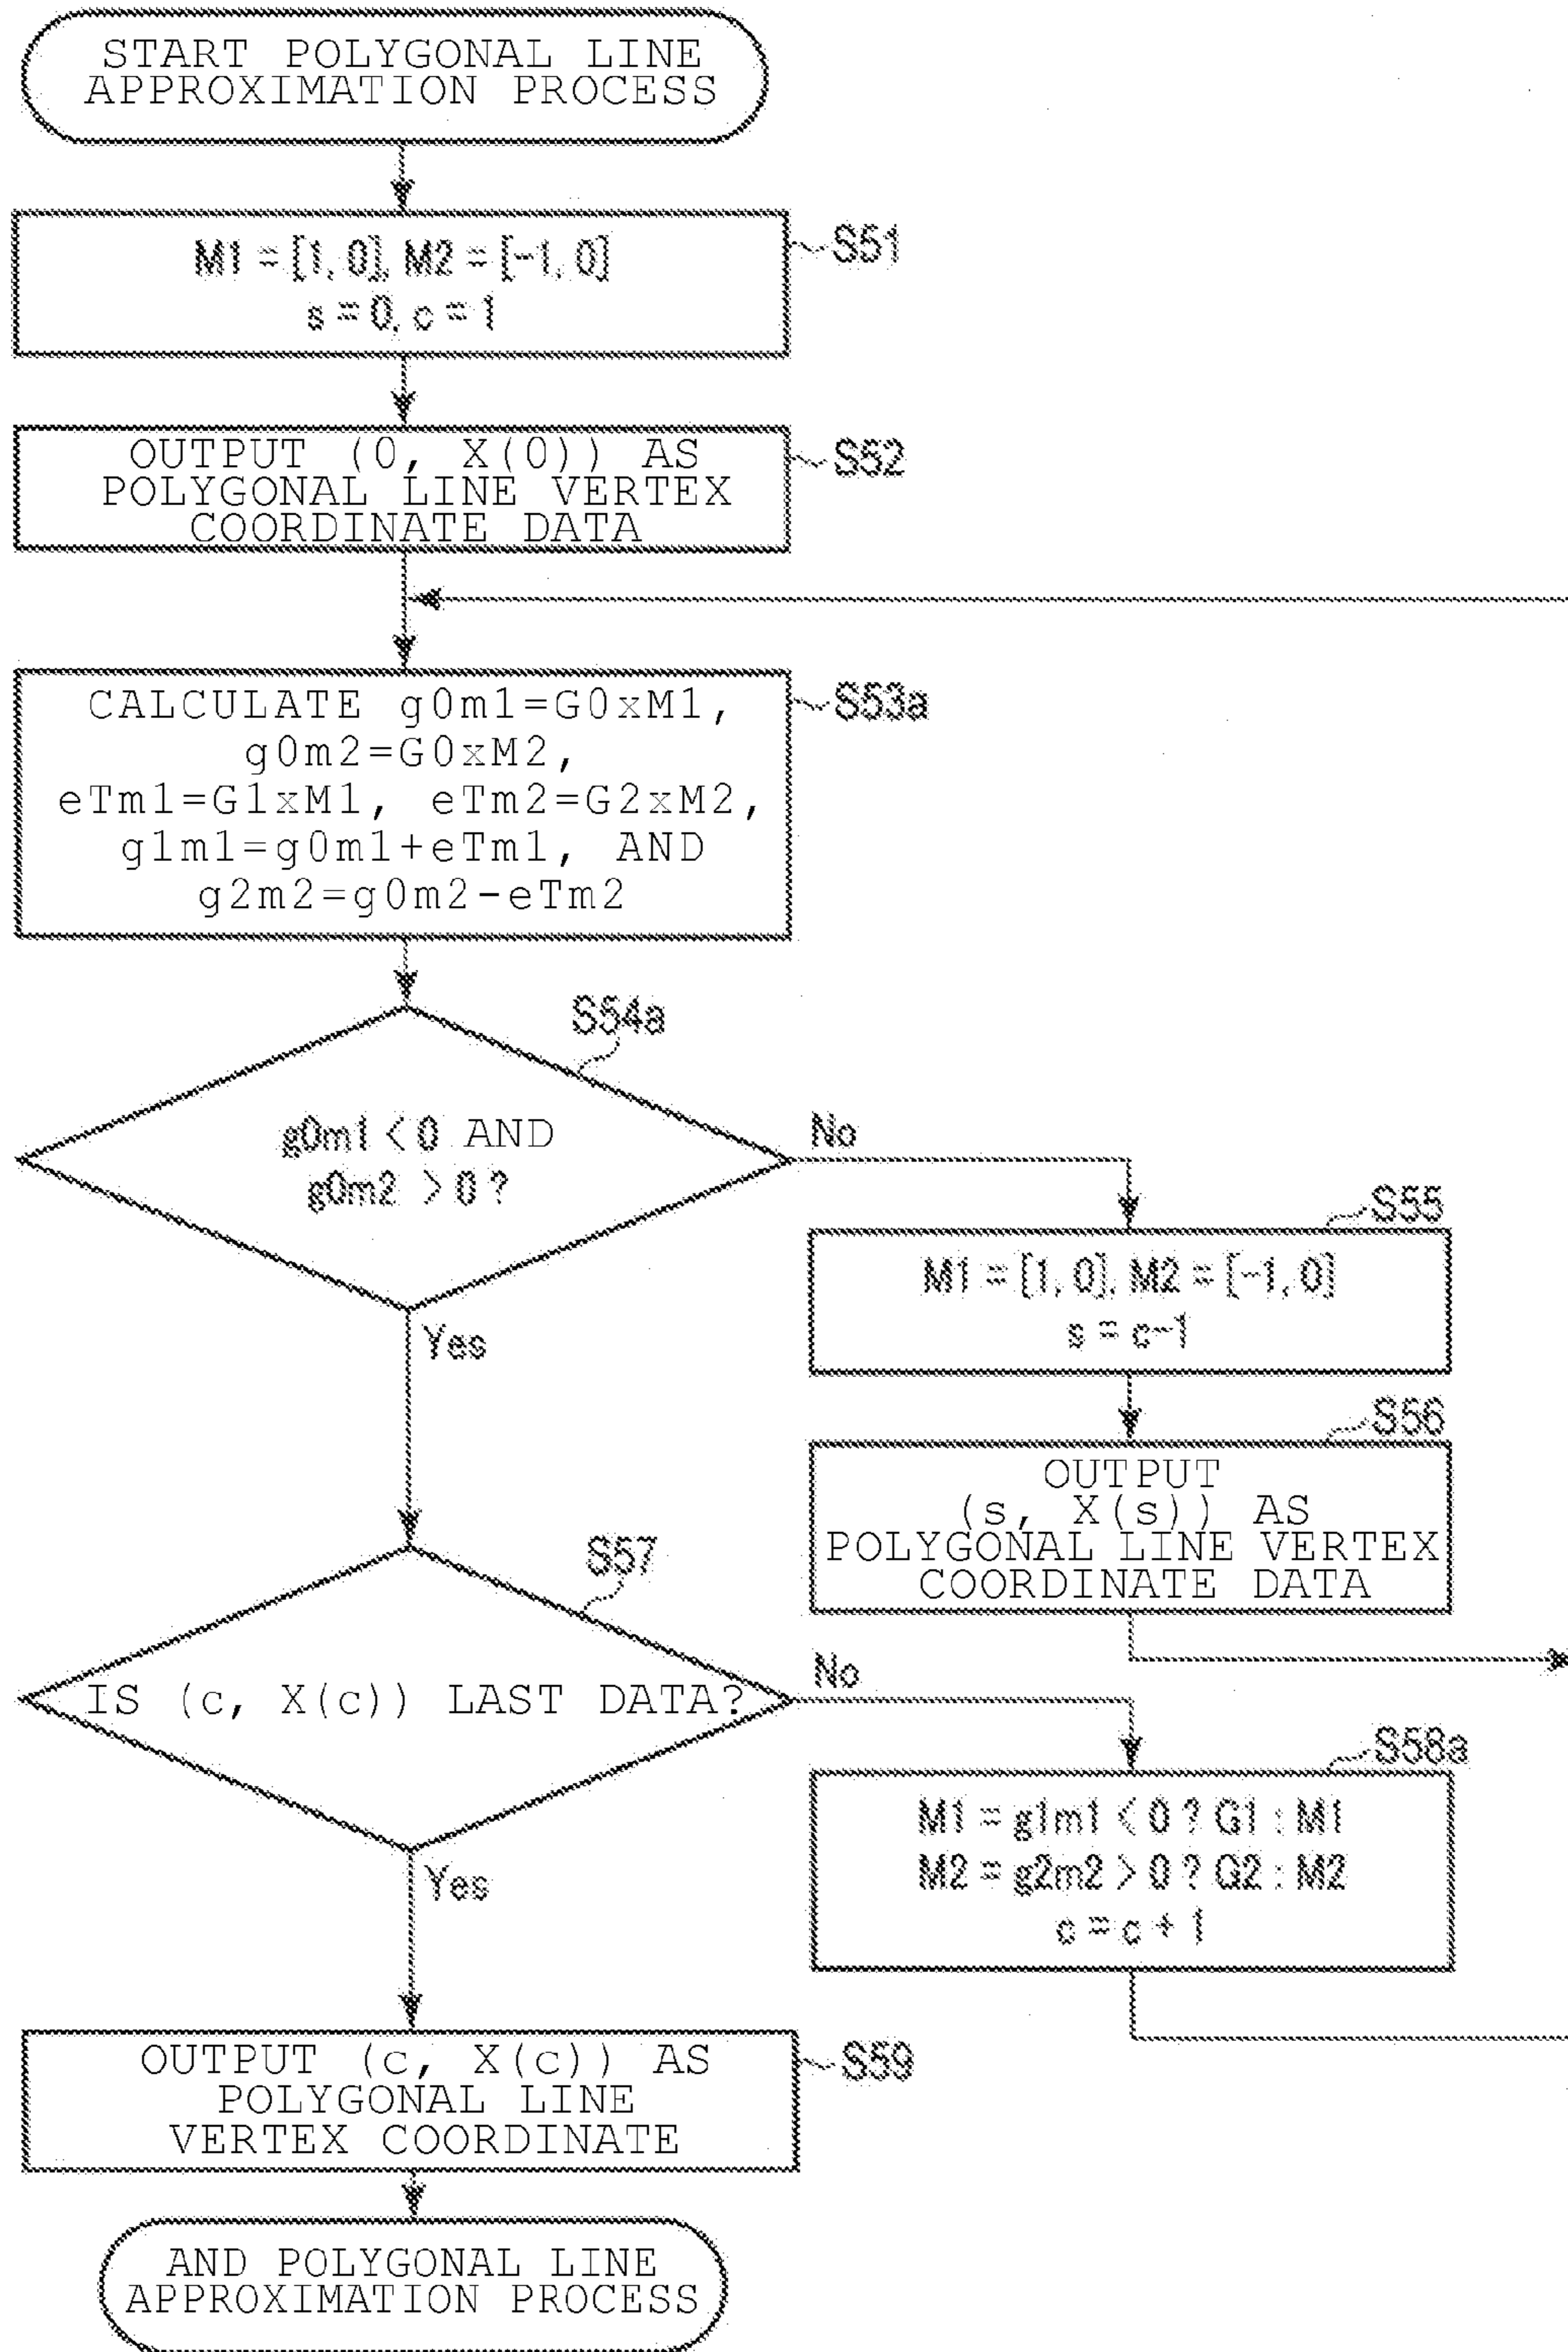 START POLYGONAL LINE
APPROXIMATION PROCESS
M1 = [1, 0], M2 = [-1, 0]
s = 0, c = 1
S51
OUTPUT (0, X(0)) AS
POLYGONAL LINE VERTEX
COORDINATE DATA
S52
CALCULATE g0m1=G0xM1,
g0m2=G0xM2,
eTm1=G1xM1, eTm2=G2xM2,
g1m1=g0m1+eTm1, AND
g2m2=g0m2-eTm2
S53a
S54a
g0m1 < 0 AND
g0m2 > 0 ?
No
Yes
S55
M1 = [1, 0], M2 = [-1, 0]
s = c-1
S56
OUTPUT
(s, X(s)) AS
POLYGONAL LINE VERTEX
COORDINATE DATA
S57
IS (c, X(c)) LAST DATA?
No
Yes
S58a
M1 = g1m1 < 0 ? G1 : M1
M2 = g2m2 > 0 ? G2 : M2
c = c + 1
OUTPUT (c, X(c)) AS
POLYGONAL LINE
VERTEX COORDINATE
S59
AND POLYGONAL LINE
APPROXIMATION PROCESS